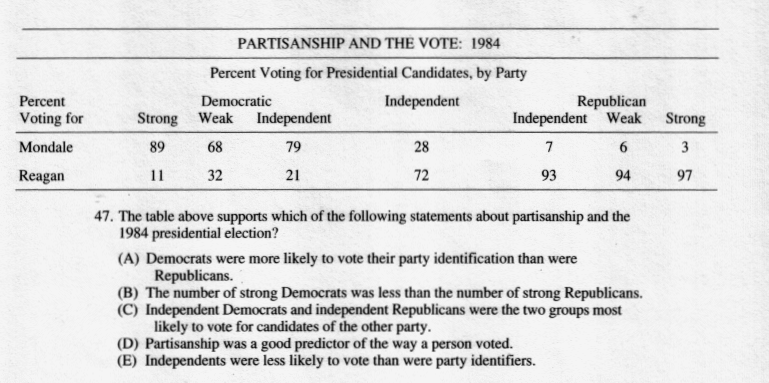 PARTISANSHIP AND THE VOTE: 1984
Percent Voting for Presidential Candidates, by Party
Percent Democratic Independent Republican
Voting for Strong Weak Independent Independent Weak Strong
Mondale 89 68 79 28 7 6 3
Reagan 11 32 21 72 93 94 97
47. The table above supports which of the following statements about partisanship and the
1984 presidential election?
(A) Democrats were more likely to vote their party identification than were
Republicans.
(B) The number of strong Democrats was less than the number of strong Republicans.
(C) Independent Democrats and independent Republicans were the two groups most
likely to vote for candidates of the other party.
(D) Partisanship was a good predictor of the way a person voted.
(E) Independents were less likely to vote than were party identifiers.